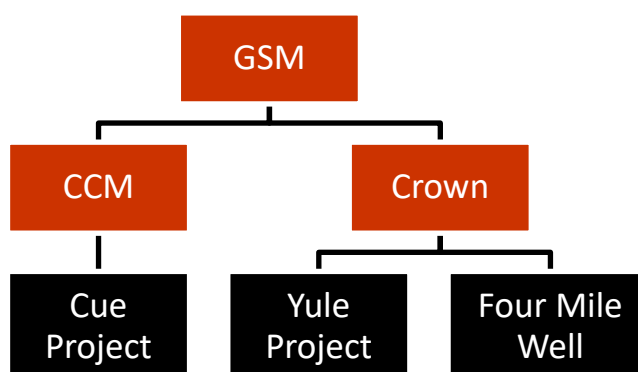 GSM
CCM
Crown
Cue
Project
Yule
Project
Four Mile
Well